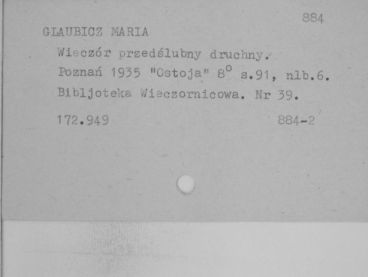 884
GLAUBICZ MARIA
Wieczór przedślubny druchny.
Poznań 1935 "Ostoja" 8° s.91, nlb.6.
Bibljoteka Wieczornicowa. Nr 39.
172.949 884-2